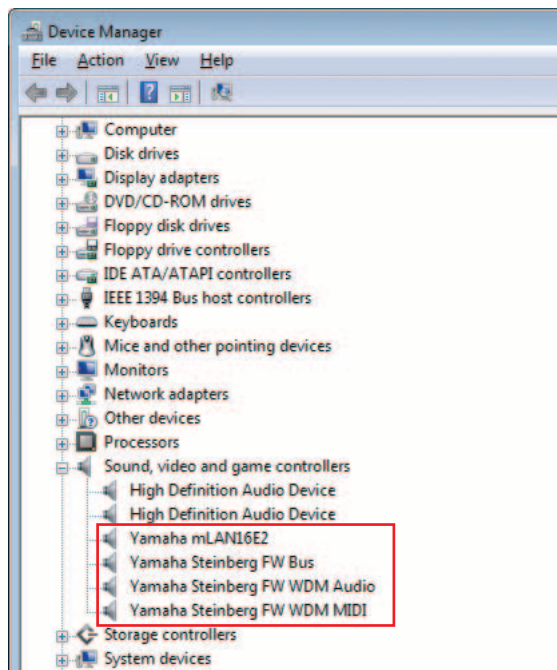 Device Manager
File Action View Help
Computer
Disk drives
Display adapters
DVD/CD-ROM drives
Floppy disk drives
Floppy drive controllers
IDE ATA/ATAPI controllers
IEEE 1394 Bus host controllers
Keyboards
Mice and other pointing devices
Monitors
Network adapters
Other devices
Processors
Sound, video and game controllers
High Definition Audio Device
High Definition Audio Device
Yamaha mLAN16E2
Yamaha Steinberg FW Bus
Yamaha Steinberg FW WDM Audio
Yamaha Steinberg FW WDM MIDI
Storage controllers
System devices